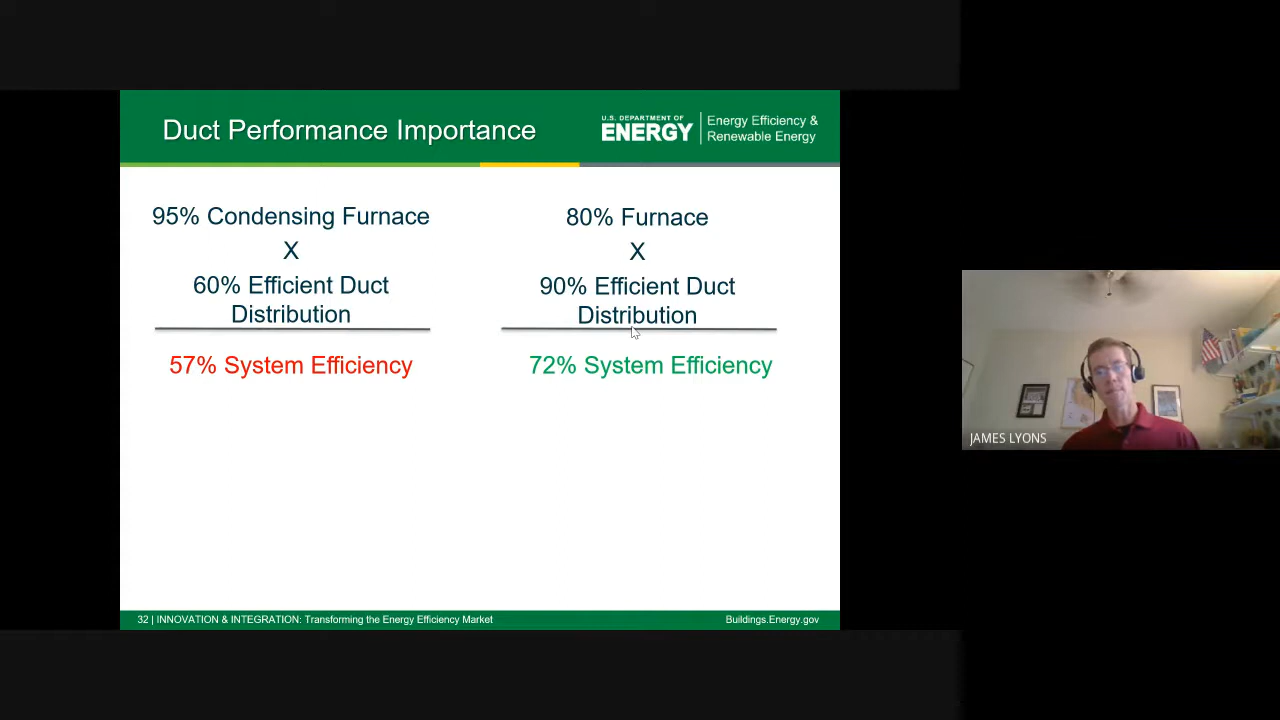 Duct Performance Importance
U.S. DEPARTMENT OF
ENERGY
Energy Efficiency &
Renewable Energy
95% Condensing Furnace
X
60% Efficient Duct
Distribution
57% System Efficiency
80% Furnace
X
90% Efficient Duct
Distribution
72% System Efficiency
32 | INNOVATION & INTEGRATION: Transforming the Energy Efficiency Market
Buildings.Energy.gov
JAMES LYONS